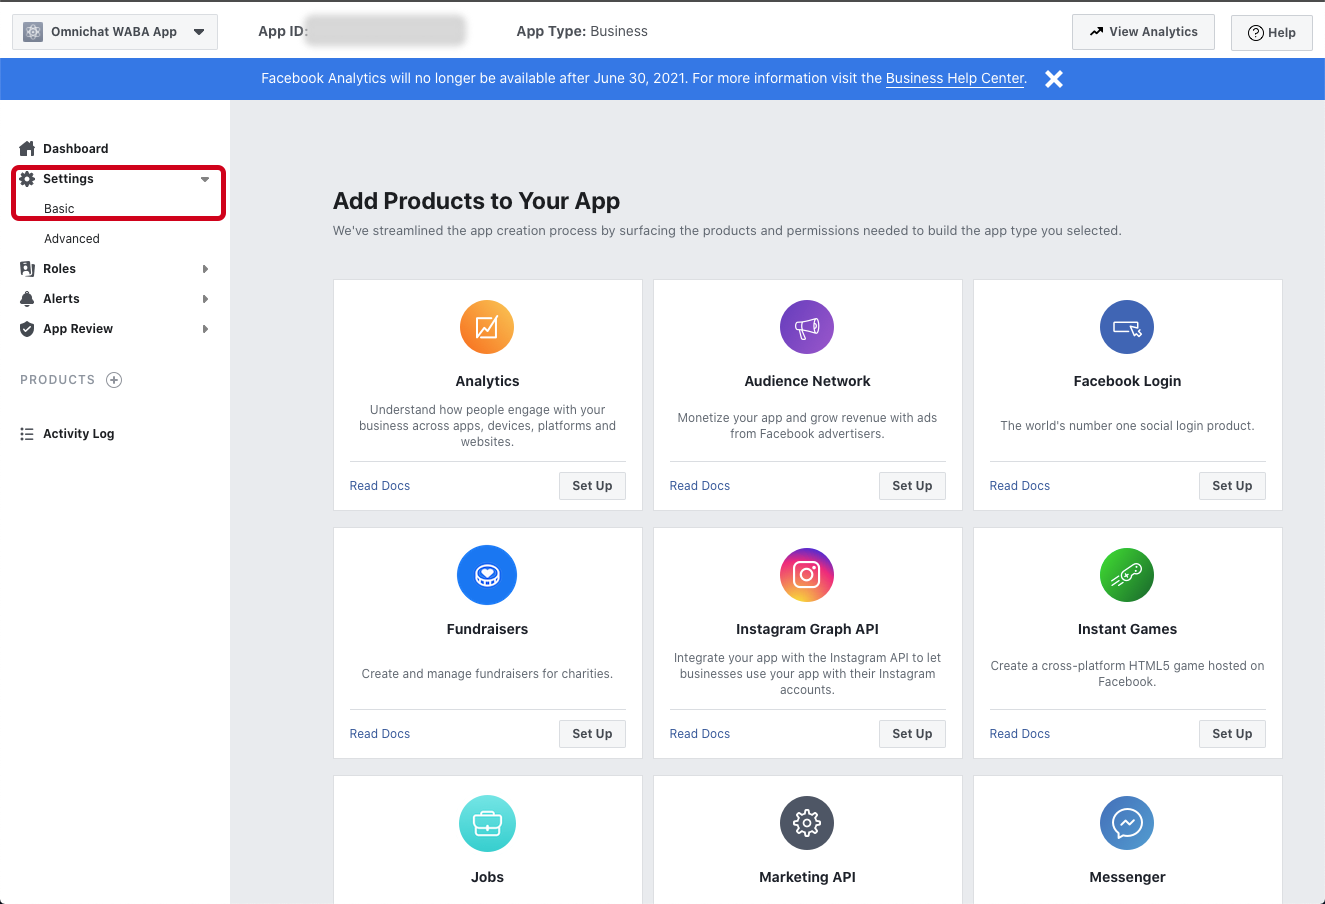 Omnichat WABA App
App ID:
App Type: Business
View Analytics
Help
Facebook Analytics will no longer be available after June 30, 2021. For more information visit the Business Help Center.
Dashboard
Settings
Basic
Advanced
Roles
Alerts
App Review
PRODUCTS
Activity Log
Add Products to Your App
We've streamlined the app creation process by surfacing the products and permissions needed to build the app type you selected.
Analytics
Understand how people engage with your
business across apps, devices, platforms and
websites.
Read Docs
Set Up
Audience Network
Monetize your app and grow revenue with ads
from Facebook advertisers.
Read Docs
Set Up
Facebook Login
The world's number one social login product.
Read Docs
Set Up
Fundraisers
Create and manage fundraisers for charities.
Read Docs
Set Up
Instagram Graph API
Integrate your app with the Instagram API to let
businesses use your app with their Instagram
accounts.
Read Docs
Set Up
Instant Games
Create a cross-platform HTML5 game hosted on
Facebook.
Read Docs
Set Up
Jobs
Marketing API
Messenger